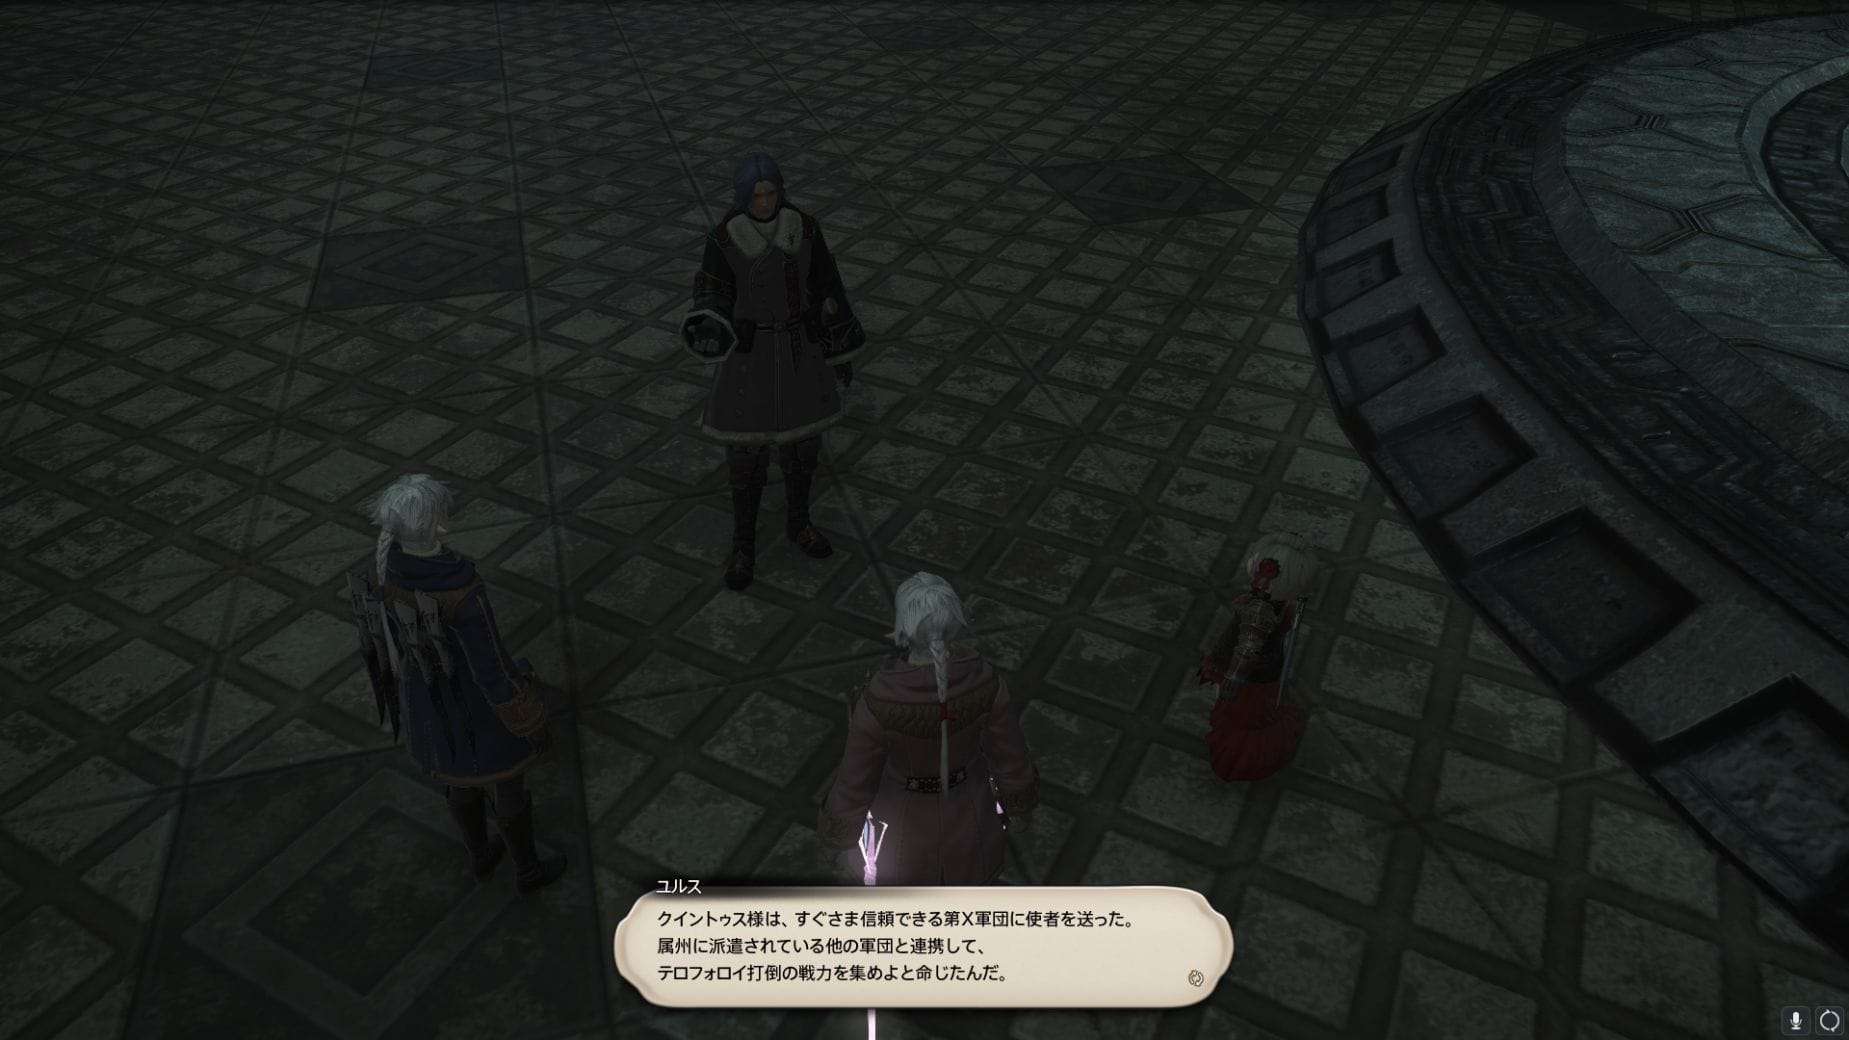 ユルス
クイントゥス様は、すぐさま信頼できる第Ⅹ軍団に使者を送った。
属州に派遣されている他の軍団と連携して、
テロフォロイ打倒の戦力を集めよと命じたんだ。